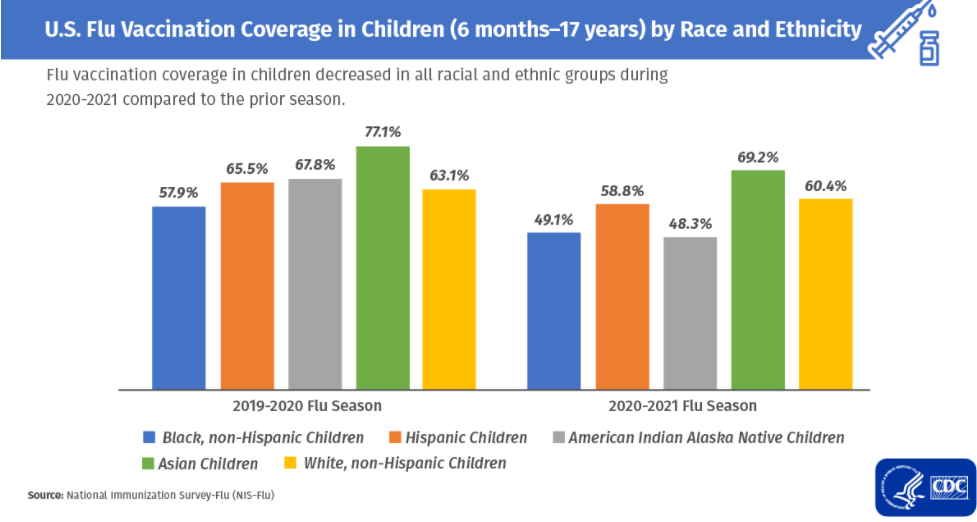 U.S. Flu Vaccination Coverage in Children (6 months–17 years) by Race and Ethnicity
Flu vaccination coverage in children decreased in all racial and ethnic groups during
2020-2021 compared to the prior season.
57.9%
65.5%
67.8%
77.1%
63.1%
49.1%
58.8%
48.3%
69.2%
60.4%
2019-2020 Flu Season
2020-2021 Flu Season
Black, non-Hispanic Children
Hispanic Children
American Indian Alaska Native Children
Asian Children
White, non-Hispanic Children
Source: National Immunization Survey-Flu (NIS-Flu)
CDC